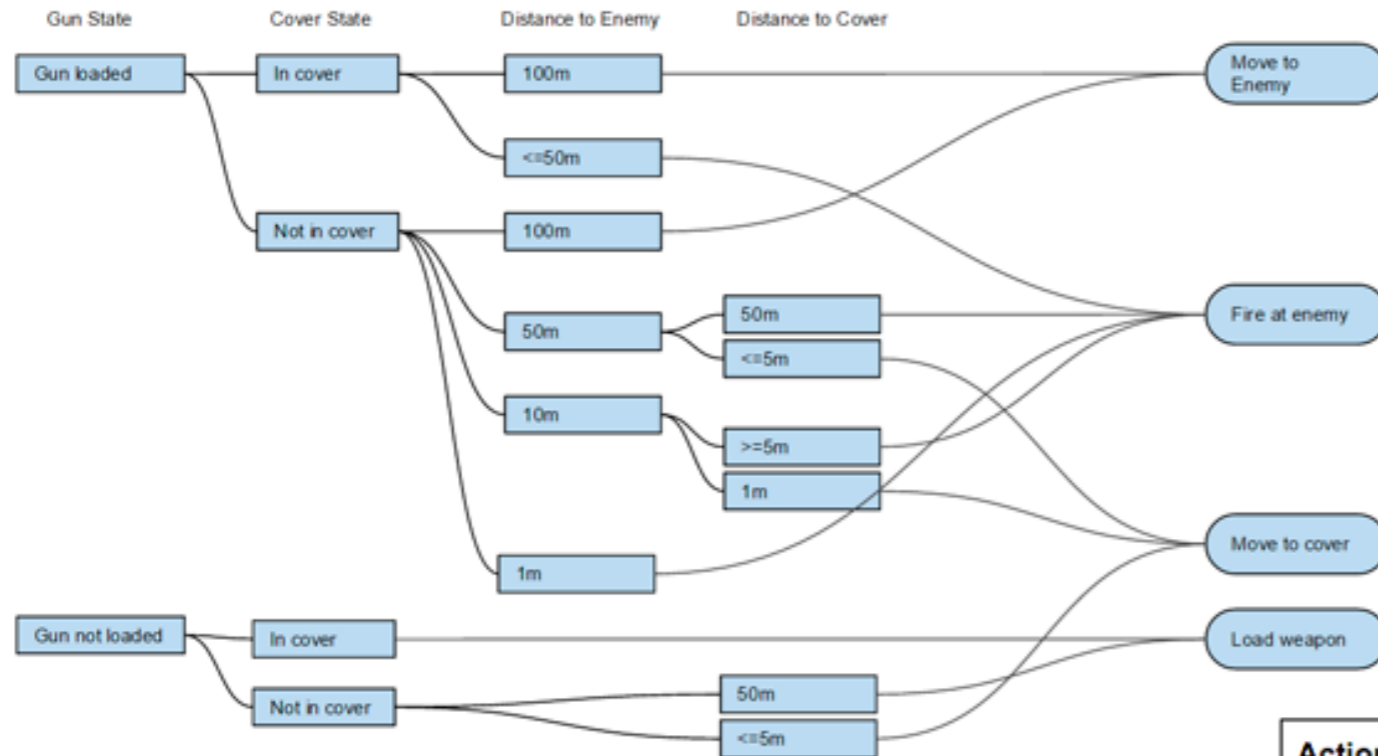 Gun State Cover State Distance to Enemy Distance to Cover
Gun loaded In cover 100m Move to
Enemy
<=50m
Not in cover 100m
50m Fire at enemy
50m
<=5m
10m
>=5m
1m
Move to cover
1m
Gun not loaded In cover Load weapon
50m
Not in cover
<=5m